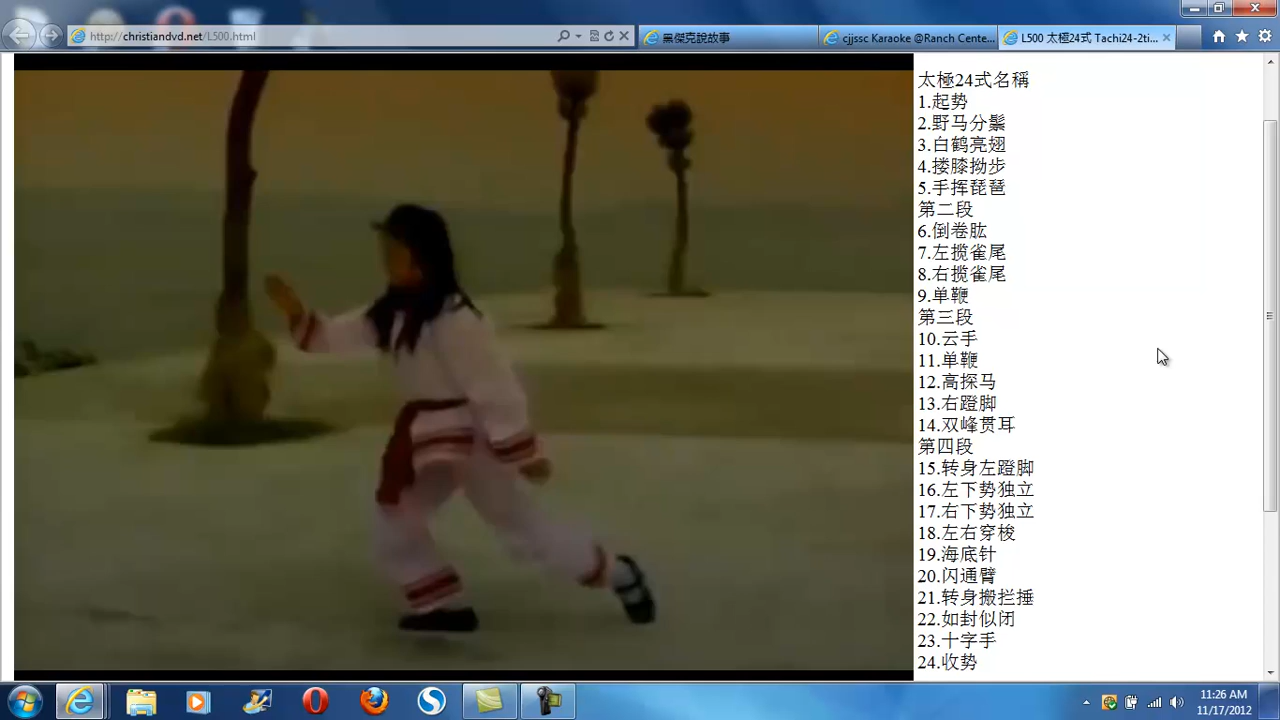 http://christiandvd.net/L500.html
黑傑克說故事
cjjssc Karaoke @Ranch Cente...
L500 太極24式 Tachi24-2ti...
太極24式名稱
1.起势
2.野马分鬃
3.白鹤亮翅
4.搂膝拗步
5.手挥琵琶
第二段
6.倒卷肱
7.左揽雀尾
8.右揽雀尾
9.单鞭
第三段
10.云手
11.单鞭
12.高探马
13.右蹬脚
14.双峰贯耳
第四段
15.转身左蹬脚
16.左下势独立
17.右下势独立
18.左右穿梭
19.海底针
20.闪通臂
21.转身搬拦捶
22.如封似闭
23.十字手
24.收势
11:26 AM
11/17/2012